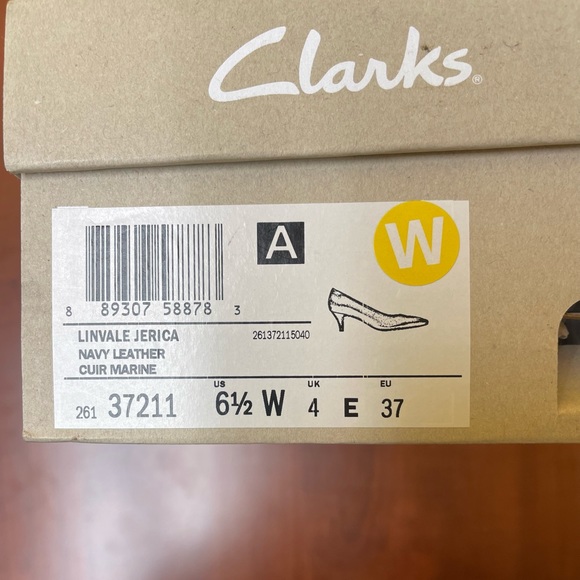 Clarks®
A
W
8 89307 58878 3
LINVALE JERICA
261372115040
NAVY LEATHER
CUIR MARINE
US UK EU
261 37211 6½ W 4 E 37